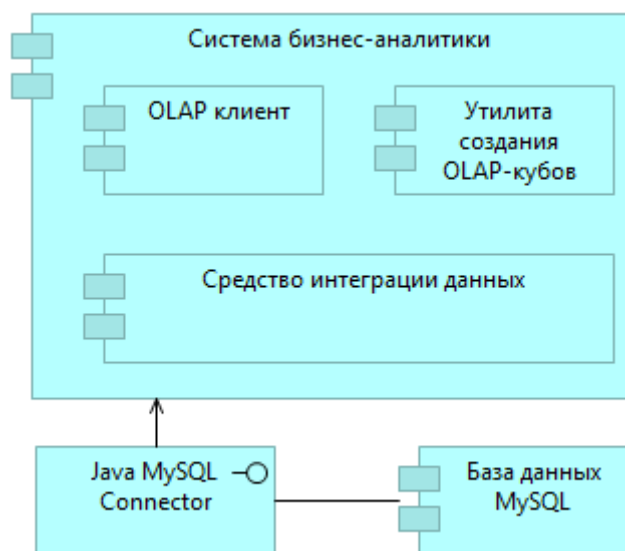 Система бизнес-аналитики
OLAP клиент
Утилита
создания
OLAP-кубов
Средство интеграции данных
Java MySQL
Connector
База данных
MySQL